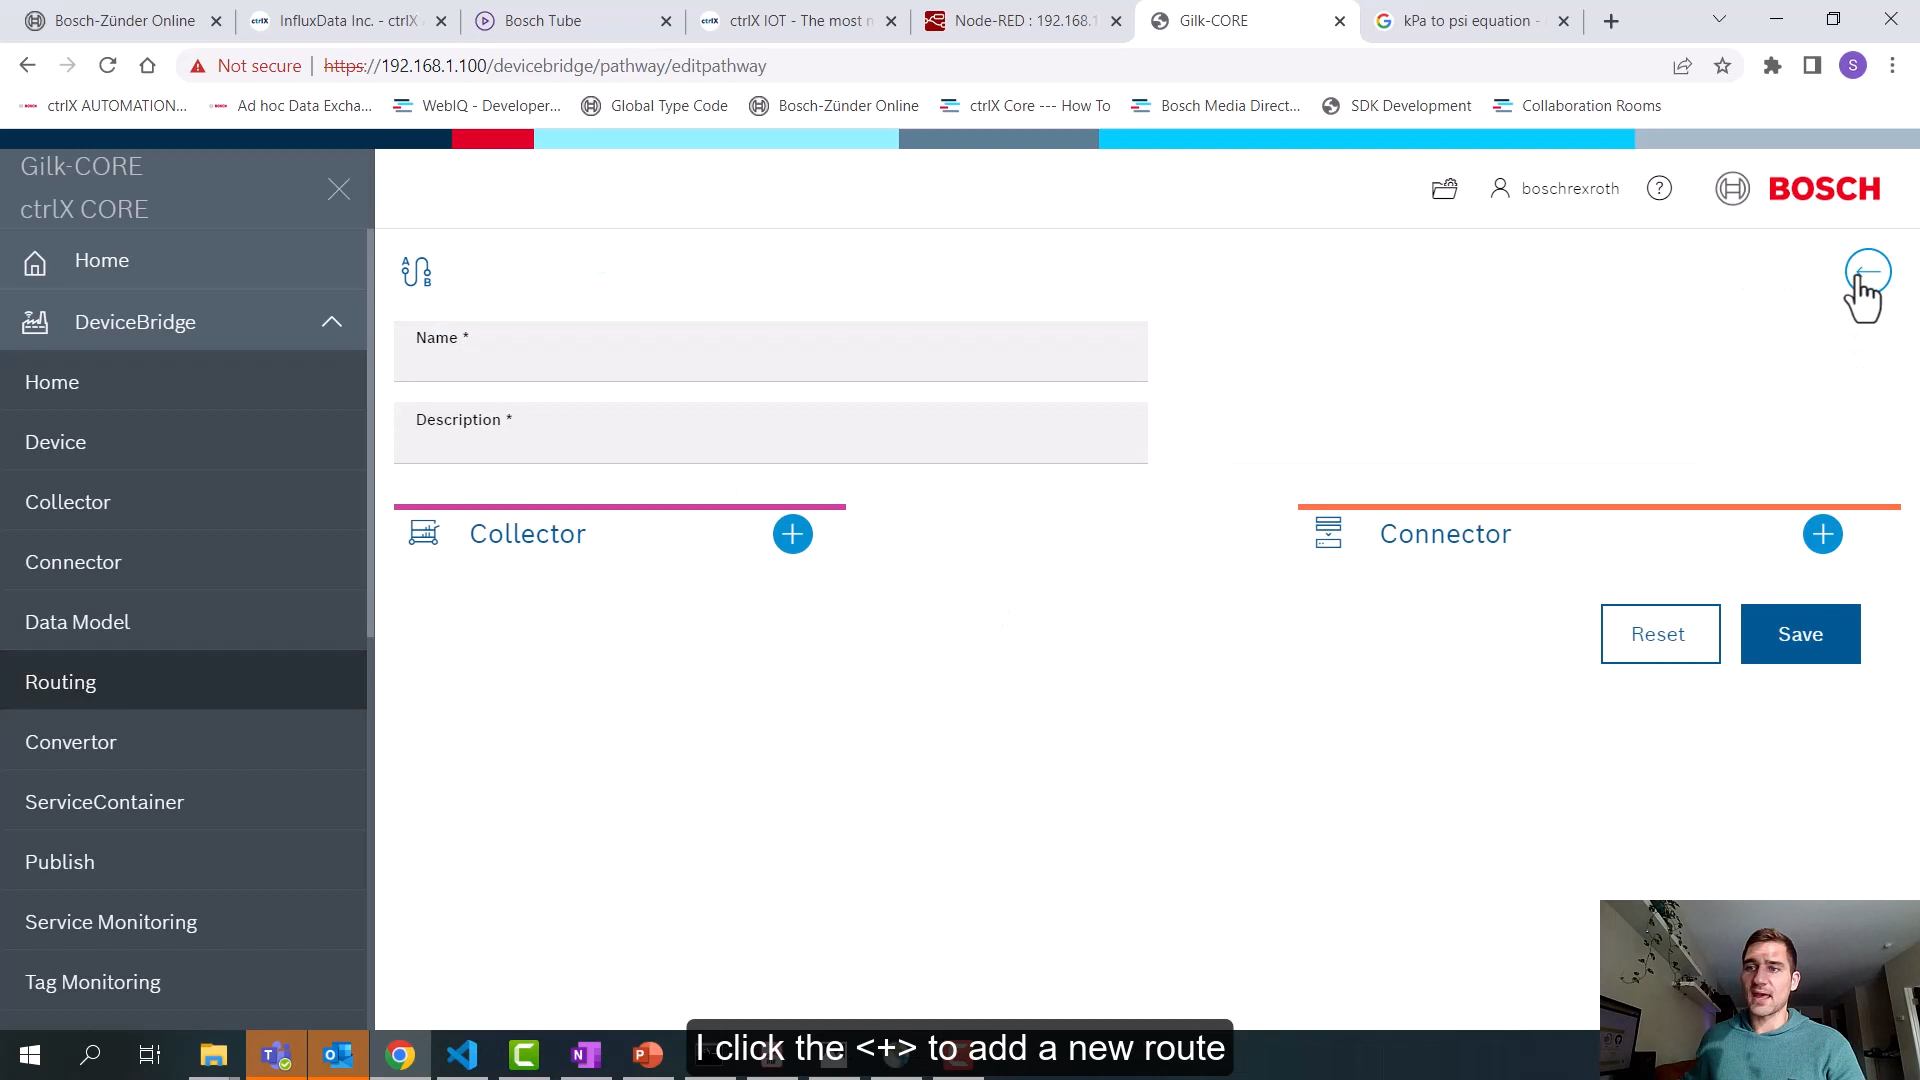 Bosch-Zünder Online
InfluxData Inc. - ctrlX
Bosch Tube
ctrlX
ctrlX IOT - The most n
Node-RED : 192.168.1
Gilk-CORE
kPa to psi equation -
Not secure
https://192.168.1.100/devicebridge/pathway/editpathway
S
ctrlX AUTOMATION...
Ad hoc Data Excha...
WebIQ - Developer...
Global Type Code
Bosch-Zünder Online
ctrlX Core --- How To
Bosch Media Direct...
SDK Development
Collaboration Rooms
Gilk-CORE
ctrlX CORE
boschrexroth
BOSCH
Home
DeviceBridge
Home
Device
Collector
Connector
Data Model
Routing
Convertor
ServiceContainer
Publish
Service Monitoring
Tag Monitoring
A
B
Name *
Description *
Collector
Connector
Reset
Save
I click the <+> to add a new route